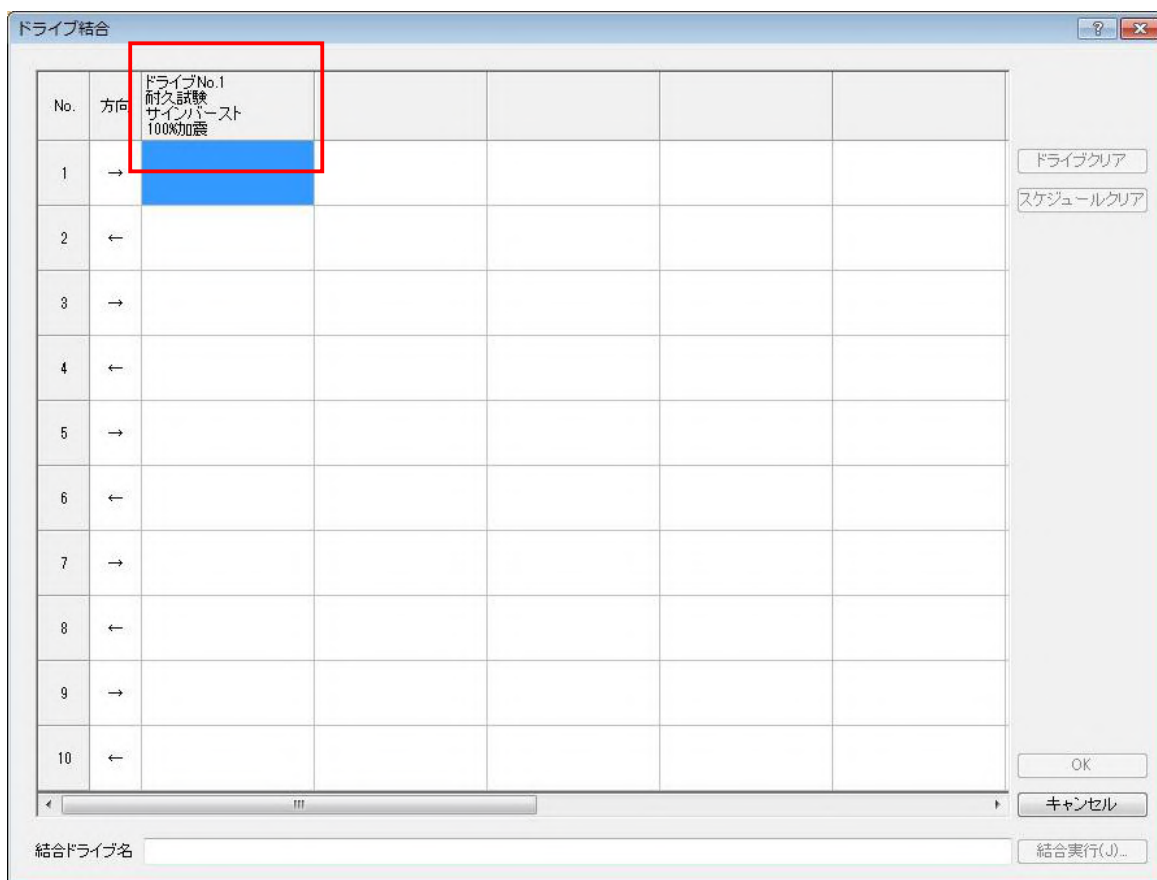 ドライブ結合
No. 方向 ドライブNo.1
耐久試験
サインバースト
100%加震
1 →
2 ←
3 →
4 ←
5 →
6 ←
7 →
8 ←
9 →
10 ←
ドライブクリア
スケジュールクリア
OK
キャンセル
結合ドライブ名
結合実行(J)...